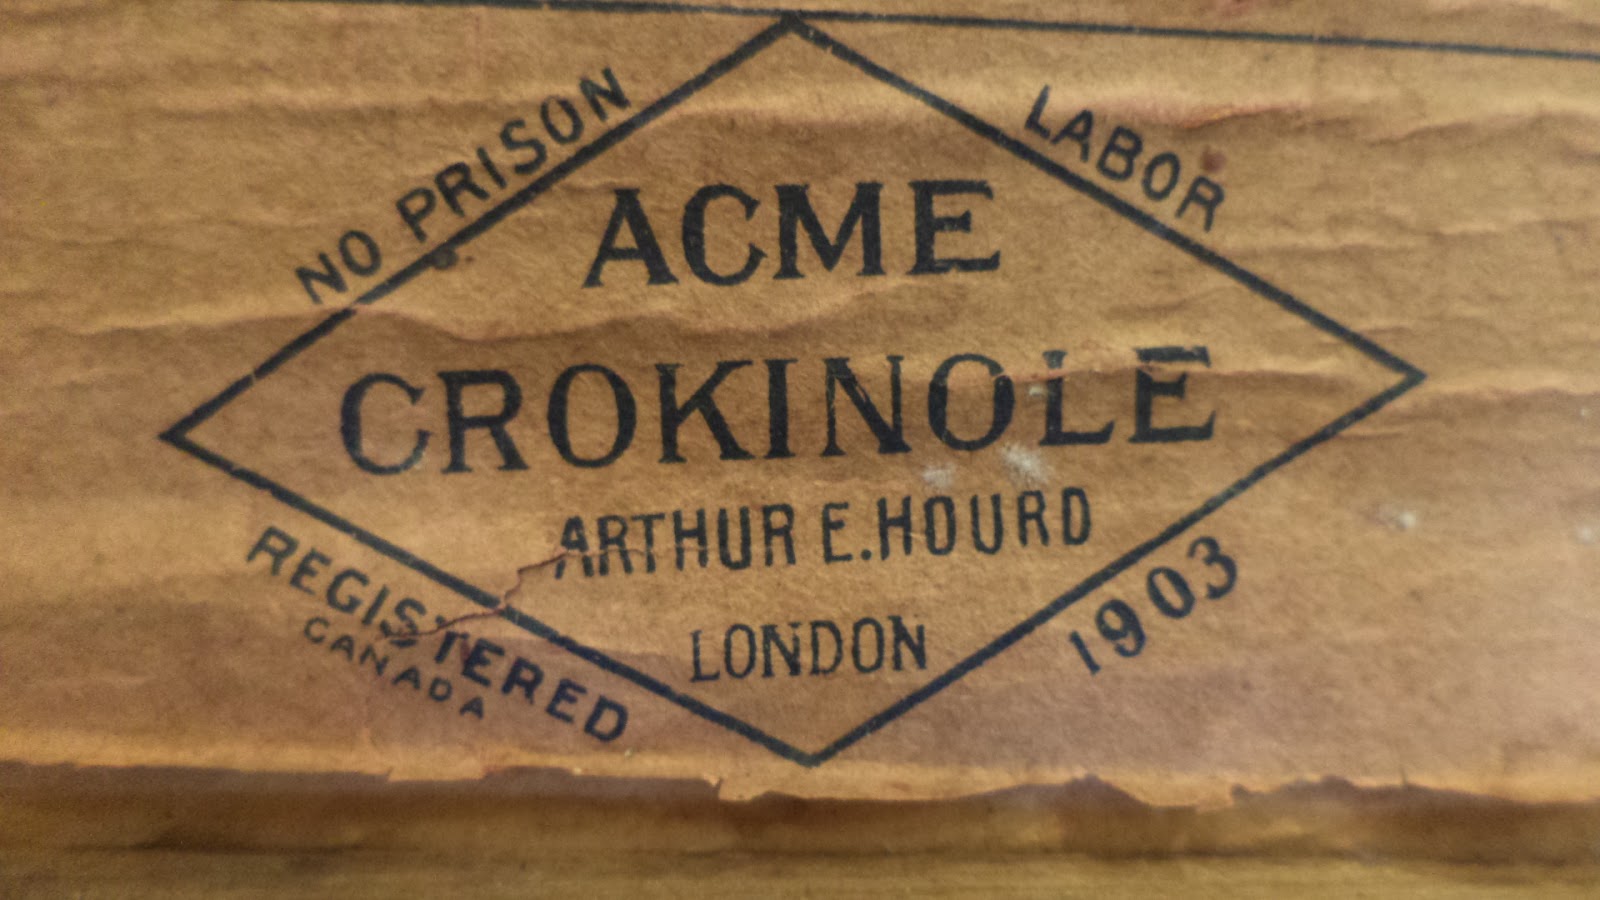 NO PRISON LABOR
ACME
CROKINOLE
ARTHUR E. HOURD
LONDON
REGISTERED 1903
CANADA